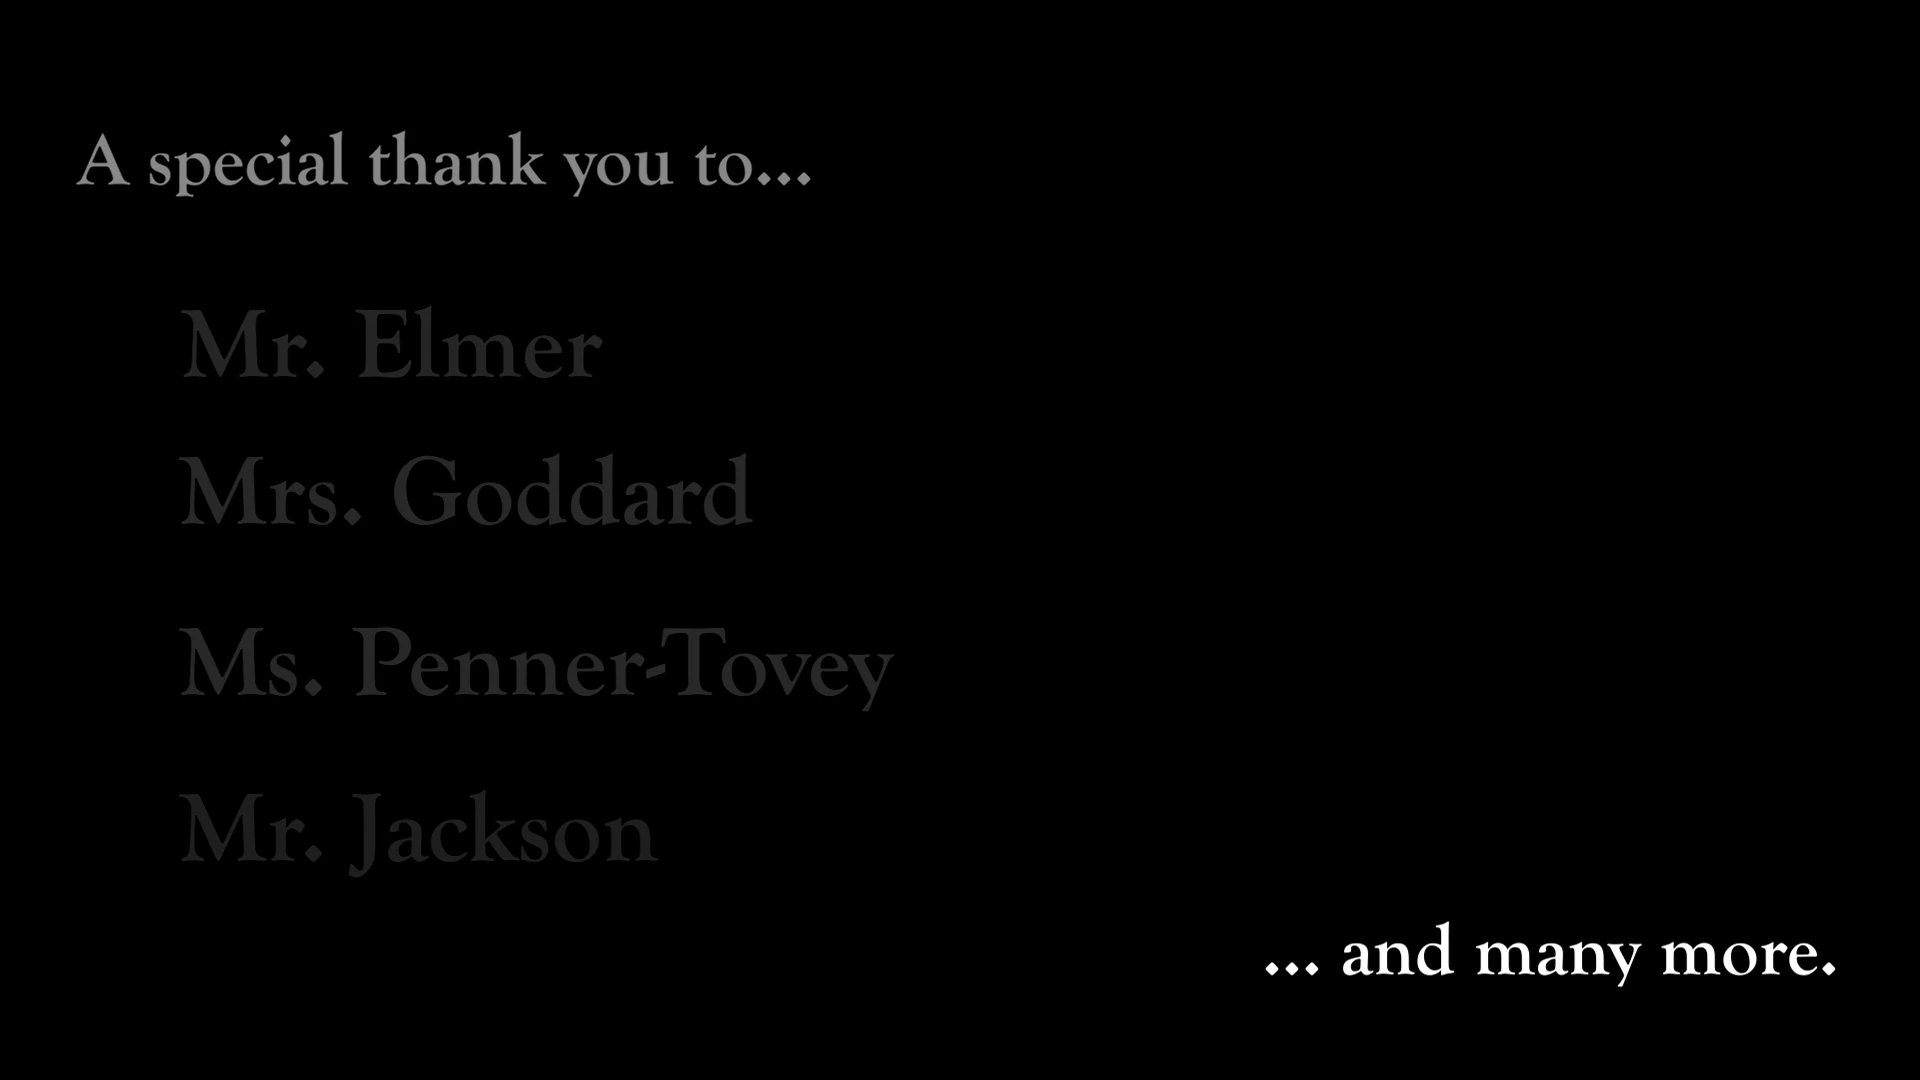 A special thank you to...
Mr. Elmer
Mrs. Goddard
Ms. Penner-Tovey
Mr. Jackson
... and many more.